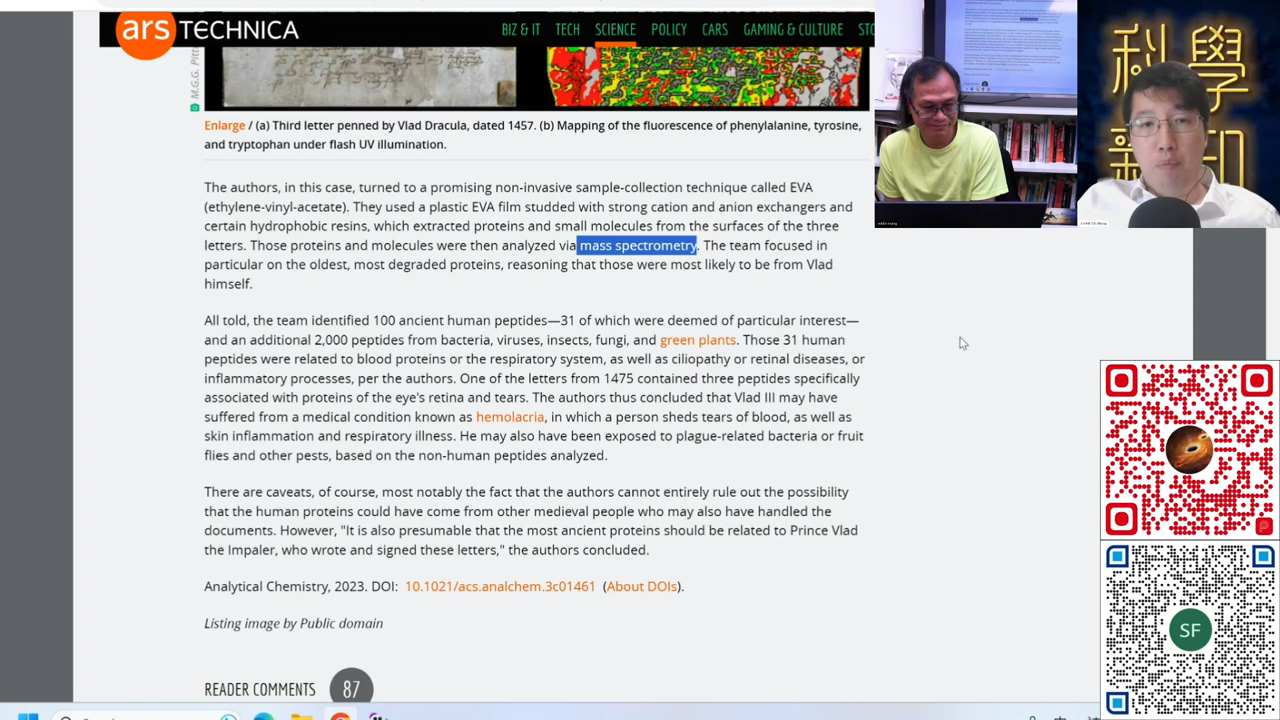 ars TECHNICA
BIZ & IT TECH SCIENCE POLICY CARS GAMING & CULTURE
Enlarge / (a) Third letter penned by Vlad Dracula, dated 1457. (b) Mapping of the fluorescence of phenylalanine, tyrosine,
and tryptophan under flash UV illumination.
The authors, in this case, turned to a promising non-invasive sample-collection technique called EVA
(ethylene-vinyl-acetate). They used a plastic EVA film studded with strong cation and anion exchangers and
certain hydrophobic resins, which extracted proteins and small molecules from the surfaces of the three
letters. Those proteins and molecules were then analyzed via mass spectrometry. The team focused in
particular on the oldest, most degraded proteins, reasoning that those were most likely to be from Vlad
himself.
All told, the team identified 100 ancient human peptides—31 of which were deemed of particular interest—
and an additional 2,000 peptides from bacteria, viruses, insects, fungi, and green plants. Those 31 human
peptides were related to blood proteins or the respiratory system, as well as ciliopathy or retinal diseases, or
inflammatory processes, per the authors. One of the letters from 1475 contained three peptides specifically
associated with proteins of the eye's retina or tears. The authors thus concluded that Vlad III may have
suffered from a medical condition known as hemolacria, in which a person sheds tears of blood, as well as
skin inflammation and respiratory illness. He may also have been exposed to plague-related bacteria or fruit
flies and other pests, based on the non-human peptides analyzed.
There are caveats, of course, most notably the fact that the authors cannot entirely rule out the possibility
that the human proteins could have come from other medieval people who may also have handled the
documents. However, "It is also presumable that the most ancient proteins should be related to Prince Vlad
the Impaler, who wrote and signed these letters," the authors concluded.
Analytical Chemistry, 2023. DOI: 10.1021/acs.analchem.3c01461 (About DOIs).
Listing image by Public domain
READER COMMENTS 87
科學
新知
SF